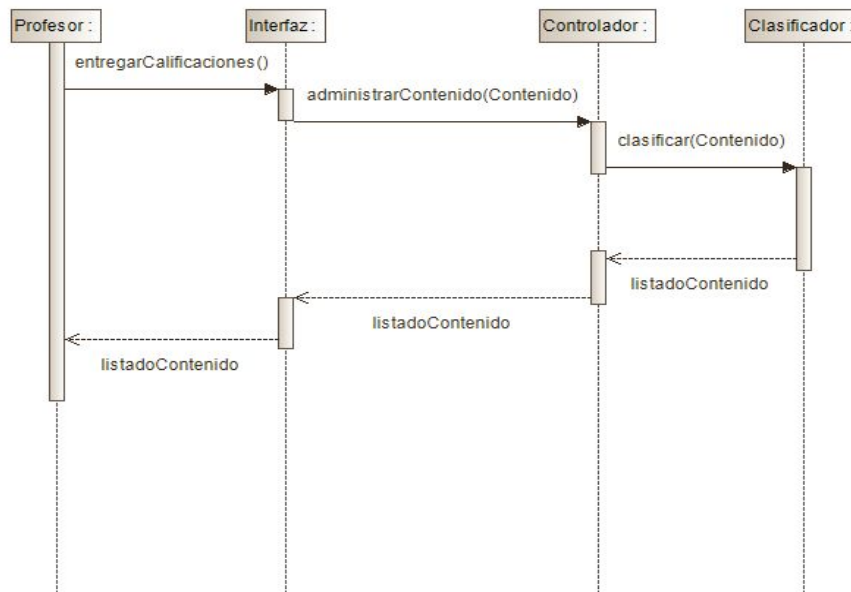 Profesor :
Interfaz :
Controlador :
Clasificador :
entregarCalificaciones()
administrarContenido(Contenido)
clasificar(Contenido)
listadoContenido
listadoContenido
listadoContenido